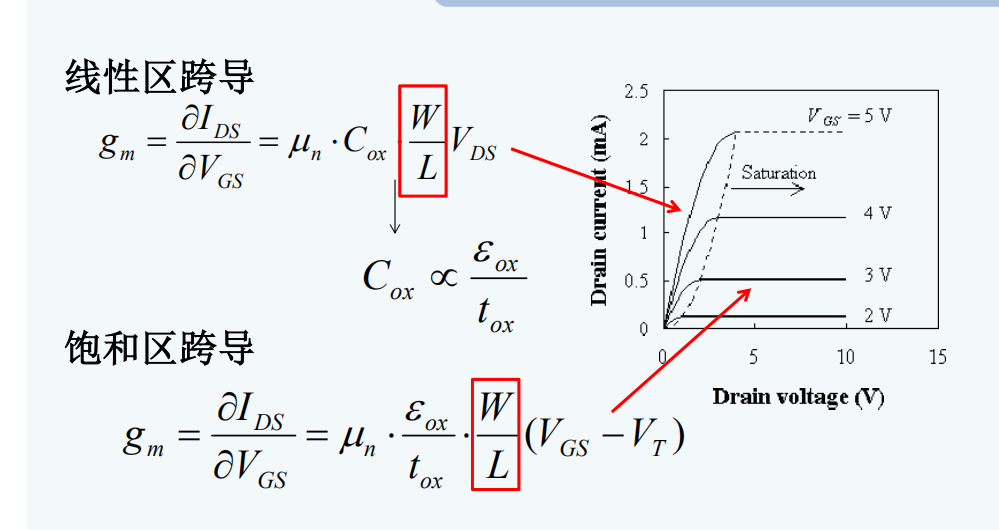 线性区跨导
g_m = ∂I_DS / ∂V_GS = μ_n · C_ox · W / L V_DS
C_ox ∝ ε_ox / t_ox
饱和区跨导
g_m = ∂I_DS / ∂V_GS = μ_n · ε_ox / t_ox · W / L (V_GS − V_T)
Drain current (mA)
2.5
2
1.5
1
0.5
0
V_GS = 5 V
Saturation
4 V
3 V
2 V
0 5 10 15
Drain voltage (V)